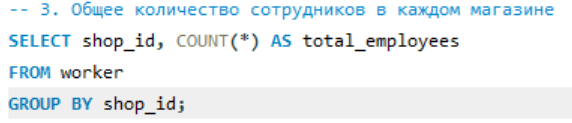 -- 3. Общее количество сотрудников в каждом магазине
SELECT shop_id, COUNT(*) AS total_employees
FROM worker
GROUP BY shop_id;